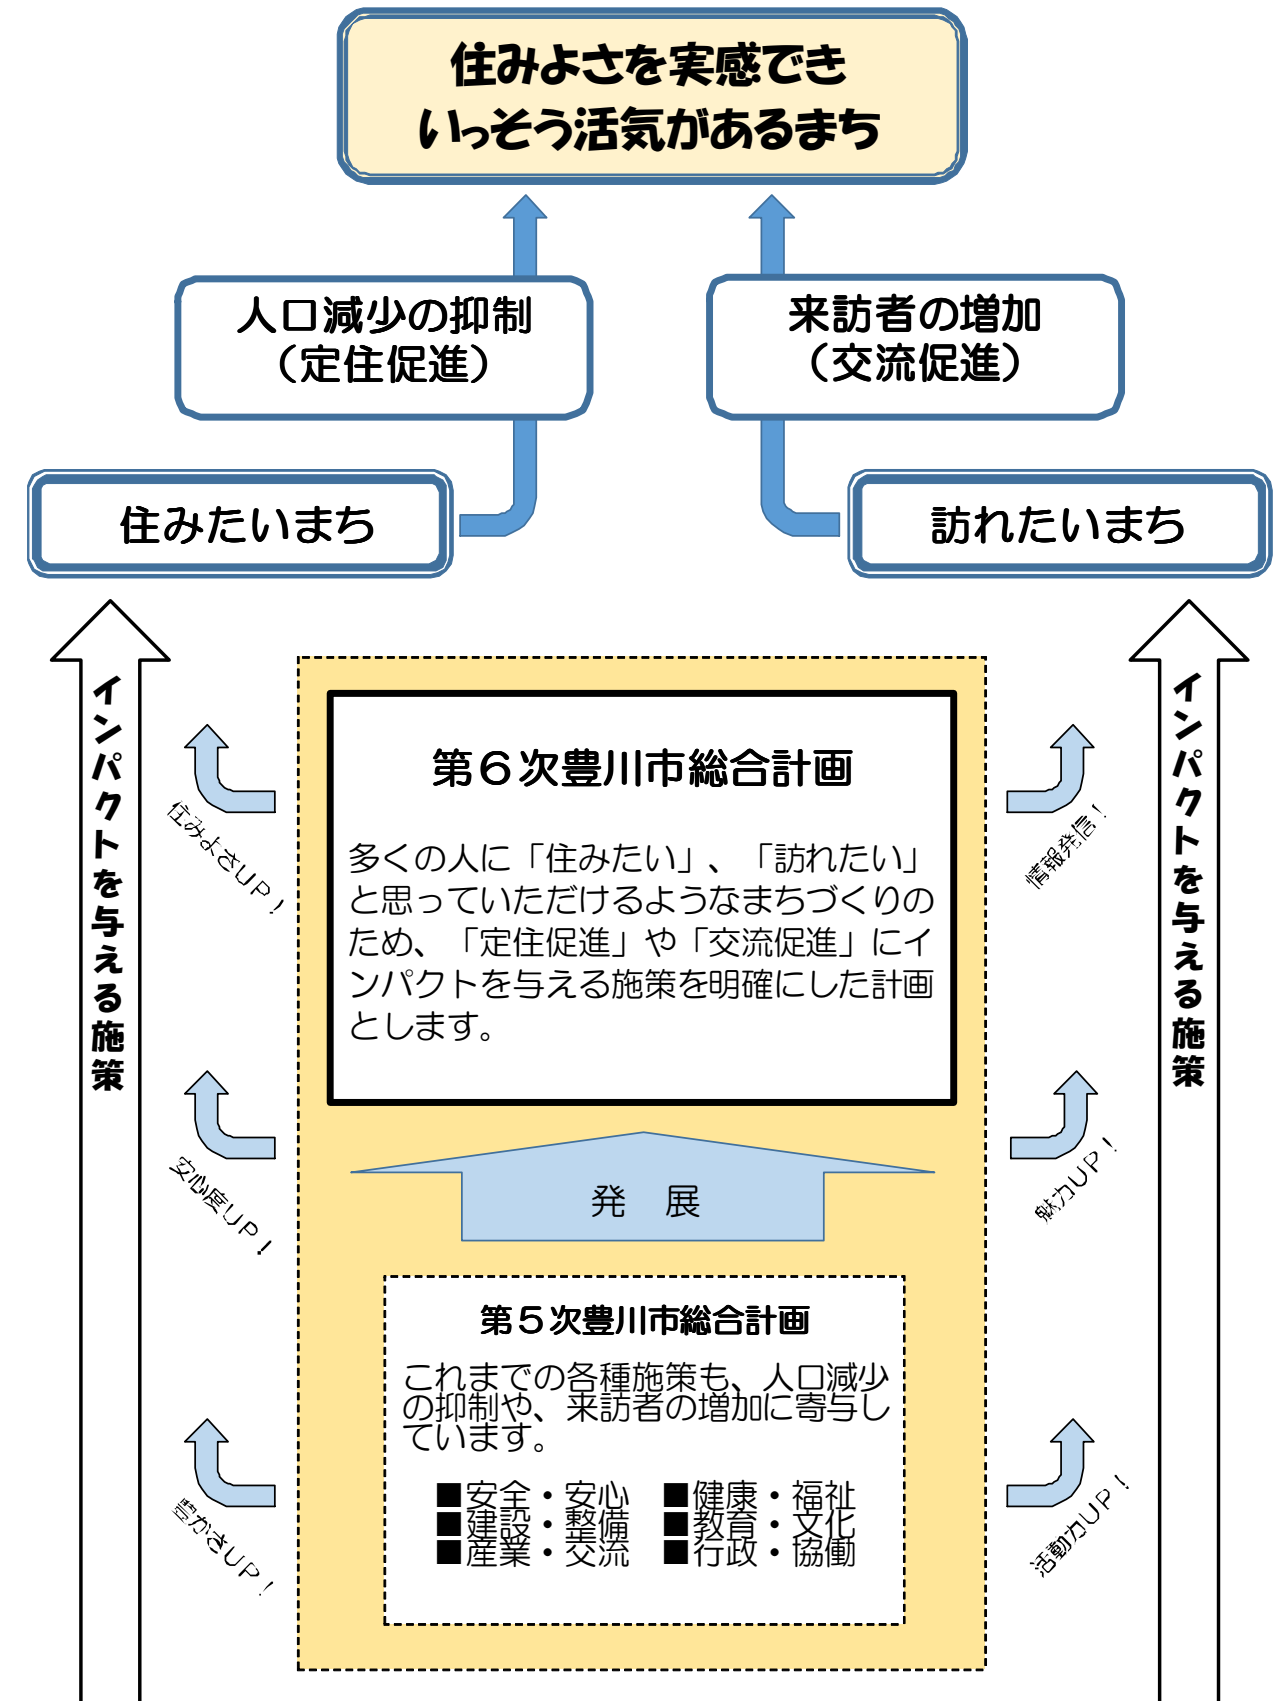 住みよさを実感でき
いっそう活気があるまち
人口減少の抑制
（定住促進）
来訪者の増加
（交流促進）
住みたいまち
訪れたいまち
インパクトを与える施策
インパクトを与える施策
住みよさUP！
安心度UP！
豊かさUP！
情報発信！
魅力UP！
活動力UP！
第６次豊川市総合計画
多くの人に「住みたい」、「訪れたい」
と思っていただけるようなまちづくりの
ため、「定住促進」や「交流促進」にイ
ンパクトを与える施策を明確にした計画
とします。
発　展
第５次豊川市総合計画
これまでの各種施策も、人口減少
の抑制や、来訪者の増加に寄与し
ています。
■安全・安心　■健康・福祉
■建設・整備　■教育・文化
■産業・交流　■行政・協働